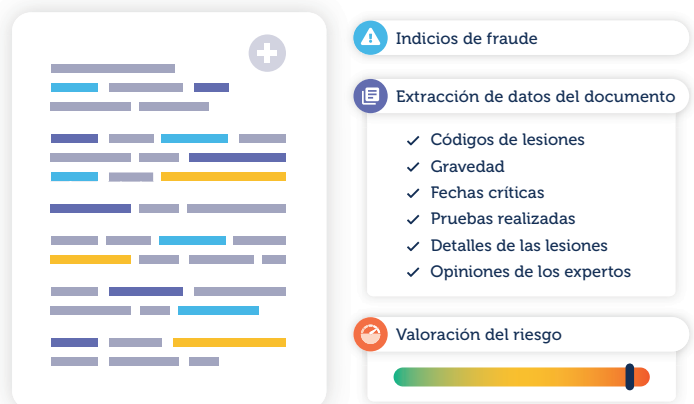 Indicios de fraude
Extracción de datos del documento
Códigos de lesiones
Gravedad
Fechas críticas
Pruebas realizadas
Detalles de las lesiones
Opiniones de los expertos
Valoración del riesgo